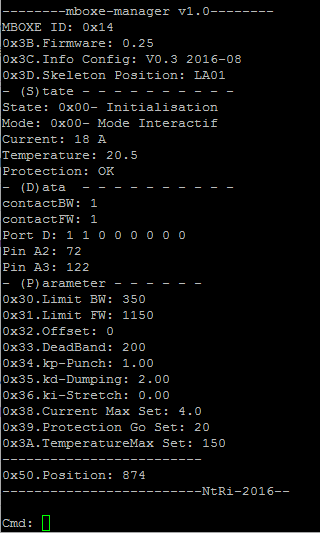 --------mboxe-manager v1.0--------
MBOXE ID: 0x14
0x3B.Firmware: 0.25
0x3C.Info Config: V0.3 2016-08
0x3D.Skeleton Position: LA01
- (S)tate - - - - - - - - - -
State: 0x00- Initialisation
Mode: 0x00- Mode Interactif
Current: 18 A
Temperature: 20.5
Protection: OK
- (D)ata  - - - - - - - - - -
contactBW: 1
contactFW: 1
Port D: 1 1 0 0 0 0 0 0
Pin A2: 72
Pin A3: 122
- (P)arameter - - - - - -
0x30.Limit BW: 350
0x31.Limit FW: 1150
0x32.Offset: 0
0x33.DeadBand: 200
0x34.kp-Punch: 1.00
0x35.kd-Dumping: 2.00
0x36.ki-Stretch: 0.00
0x38.Current Max Set: 4.0
0x39.Protection Go Set: 20
0x3A.TemperatureMax Set: 150
-------------------------
0x50.Position: 874
-------------------------NtRi-2016--
Cmd: